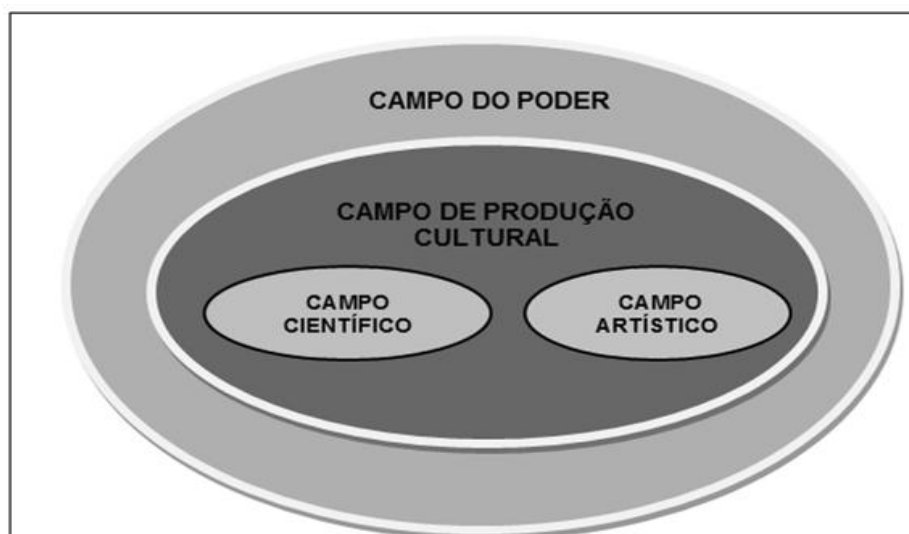 CAMPO DO PODER
CAMPO DE PRODUÇÃO
CULTURAL
CAMPO
CIENTÍFICO
CAMPO
ARTÍSTICO